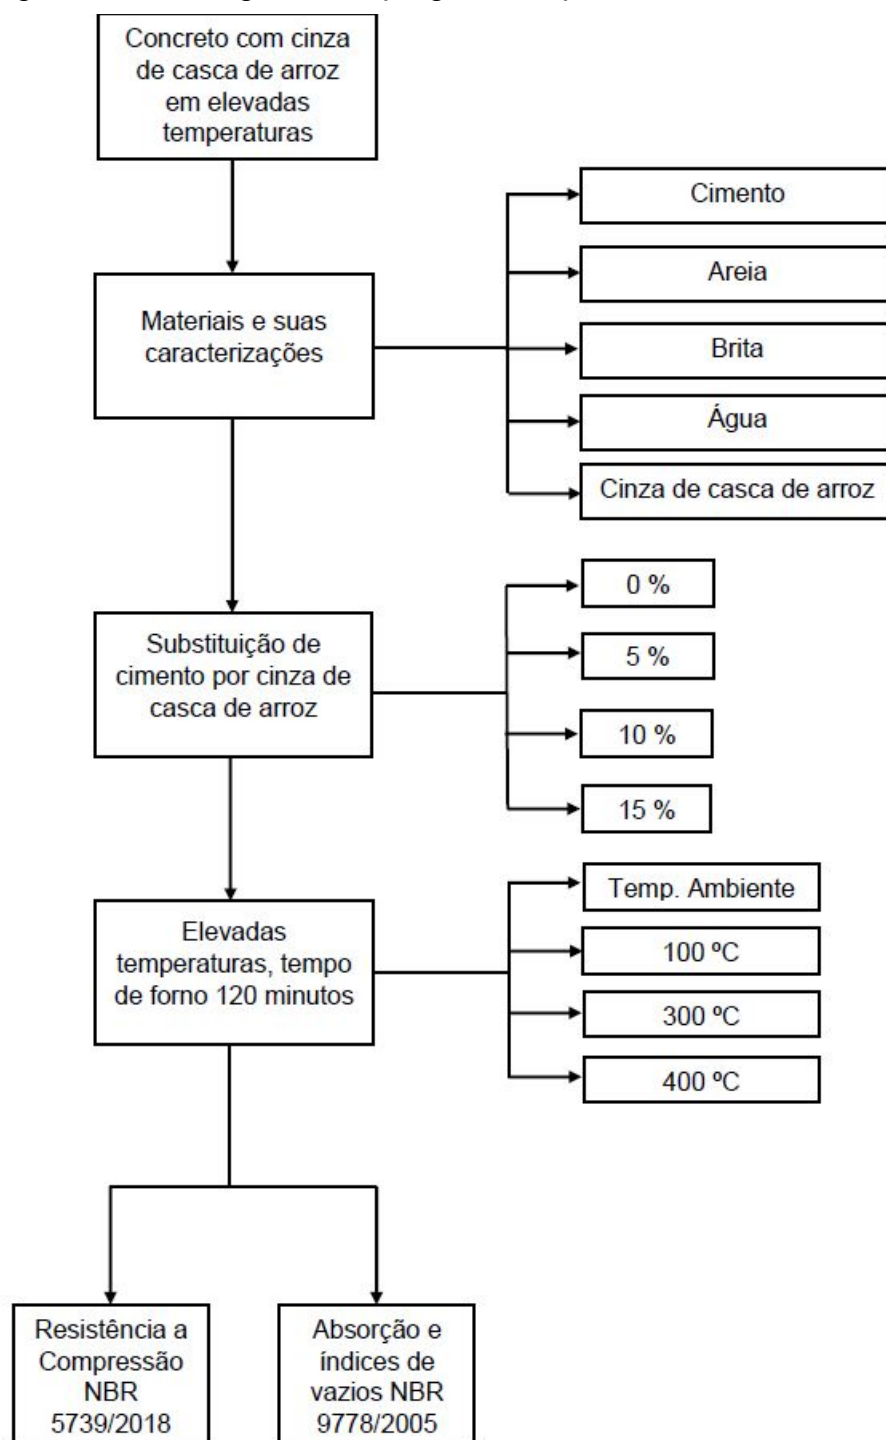 Concreto com cinza
de casca de arroz
em elevadas
temperaturas
Cimento
Areia
Materiais e suas
caracterizações
Brita
Água
Cinza de casca de arroz
0 %
Substituição de
cimento por cinza de
casca de arroz
5 %
10 %
15 %
Temp. Ambiente
Elevadas
temperaturas, tempo
de forno 120 minutos
100 ºC
300 ºC
400 ºC
Resistência a
Compressão
NBR
5739/2018
Absorção e
índices de
vazios NBR
9778/2005